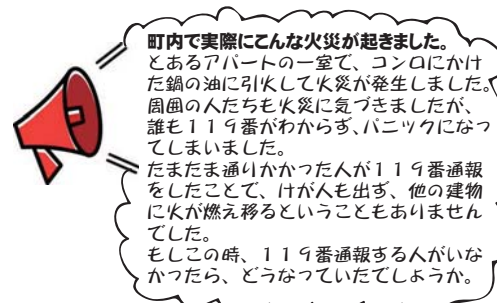 町内で実際にこんな火災が起きました。
とあるアパートの一室で、コンロにかけ
た鍋の油に引火して火災が発生しました。
周囲の人たちも火災に気づきましたが、
誰も119番がわからず、パニックになっ
てしまいました。
たまたま通りかかった人が119番通報
をしたことで、けが人も出ず、他の建物
に火が燃え移るということもありません
でした。
もしこの時、119番通報する人がいな
かったら、どうなっていたでしょうか。